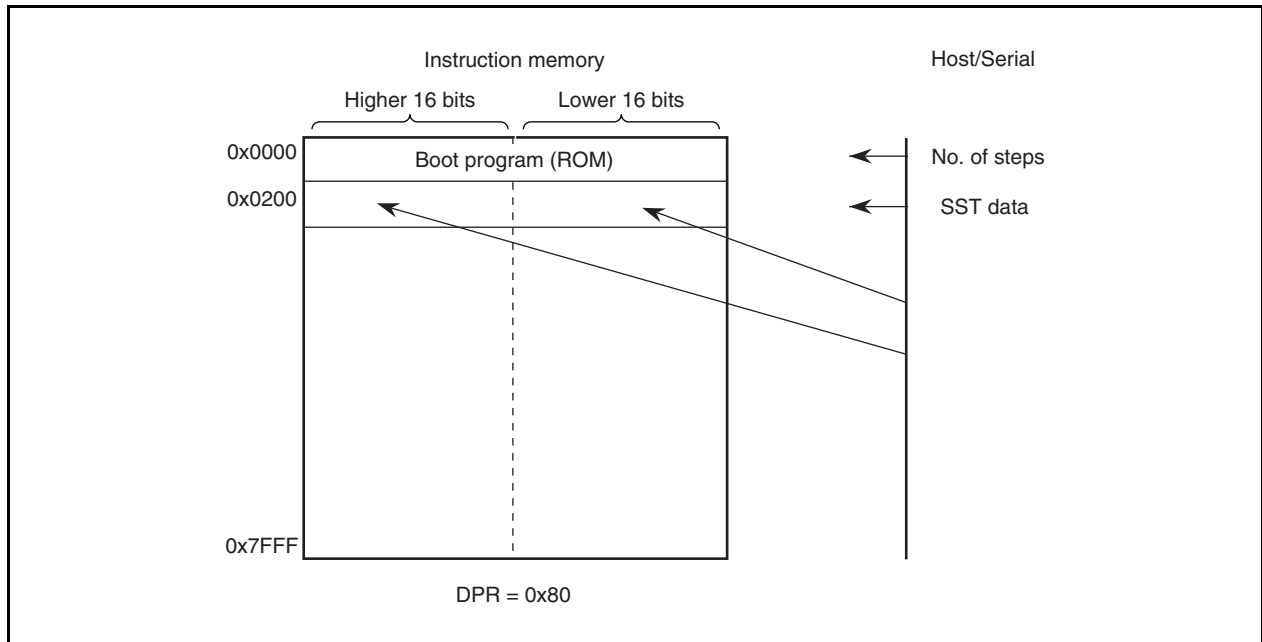 Instruction memory
Host/Serial
Higher 16 bits
Lower 16 bits
0x0000
Boot program (ROM)
No. of steps
0x0200
SST data
0x7FFF
DPR = 0x80